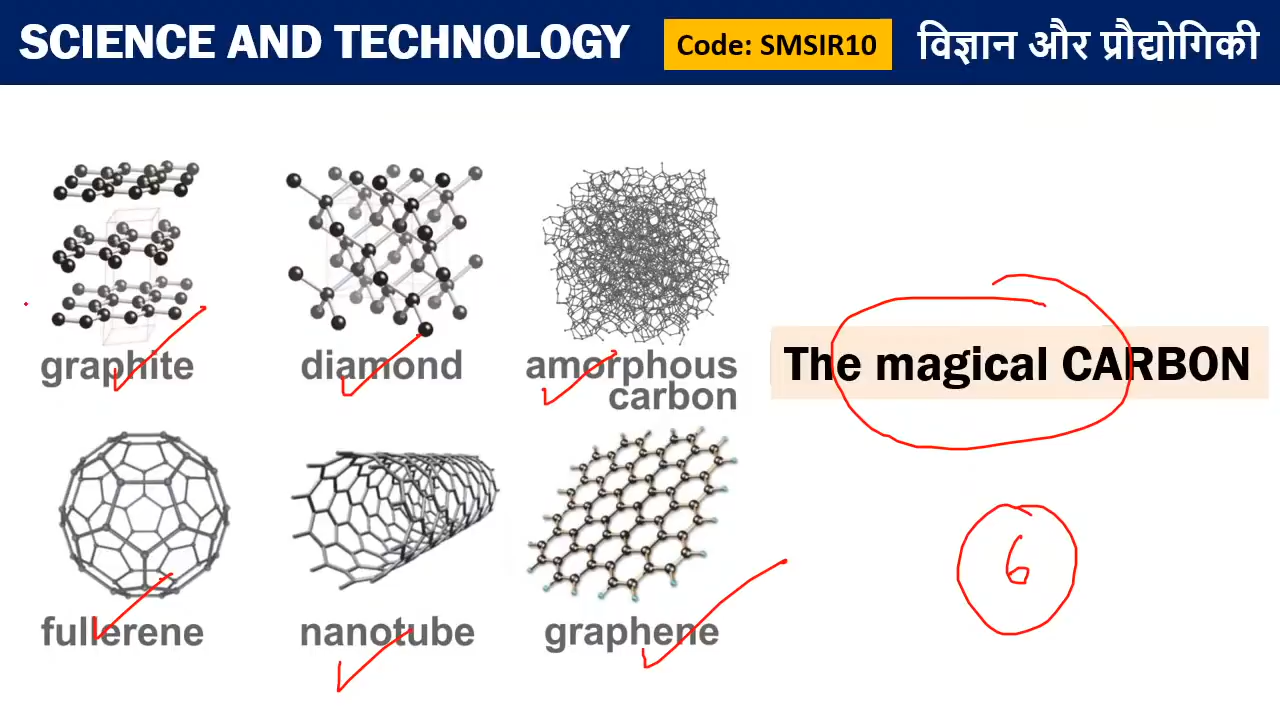 SCIENCE AND TECHNOLOGY
Code: SMSIR10
विज्ञान और प्रौद्योगिकी
graphite
diamond
amorphous
carbon
The magical CARBON
fullerene
nanotube
graphene
6